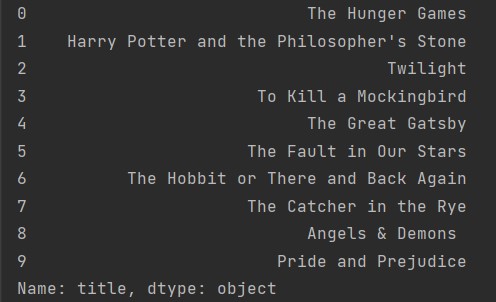 0                            The Hunger Games
1    Harry Potter and the Philosopher's Stone
2                                    Twilight
3                       To Kill a Mockingbird
4                            The Great Gatsby
5                      The Fault in Our Stars
6          The Hobbit or There and Back Again
7                      The Catcher in the Rye
8                            Angels & Demons 
9                         Pride and Prejudice
Name: title, dtype: object